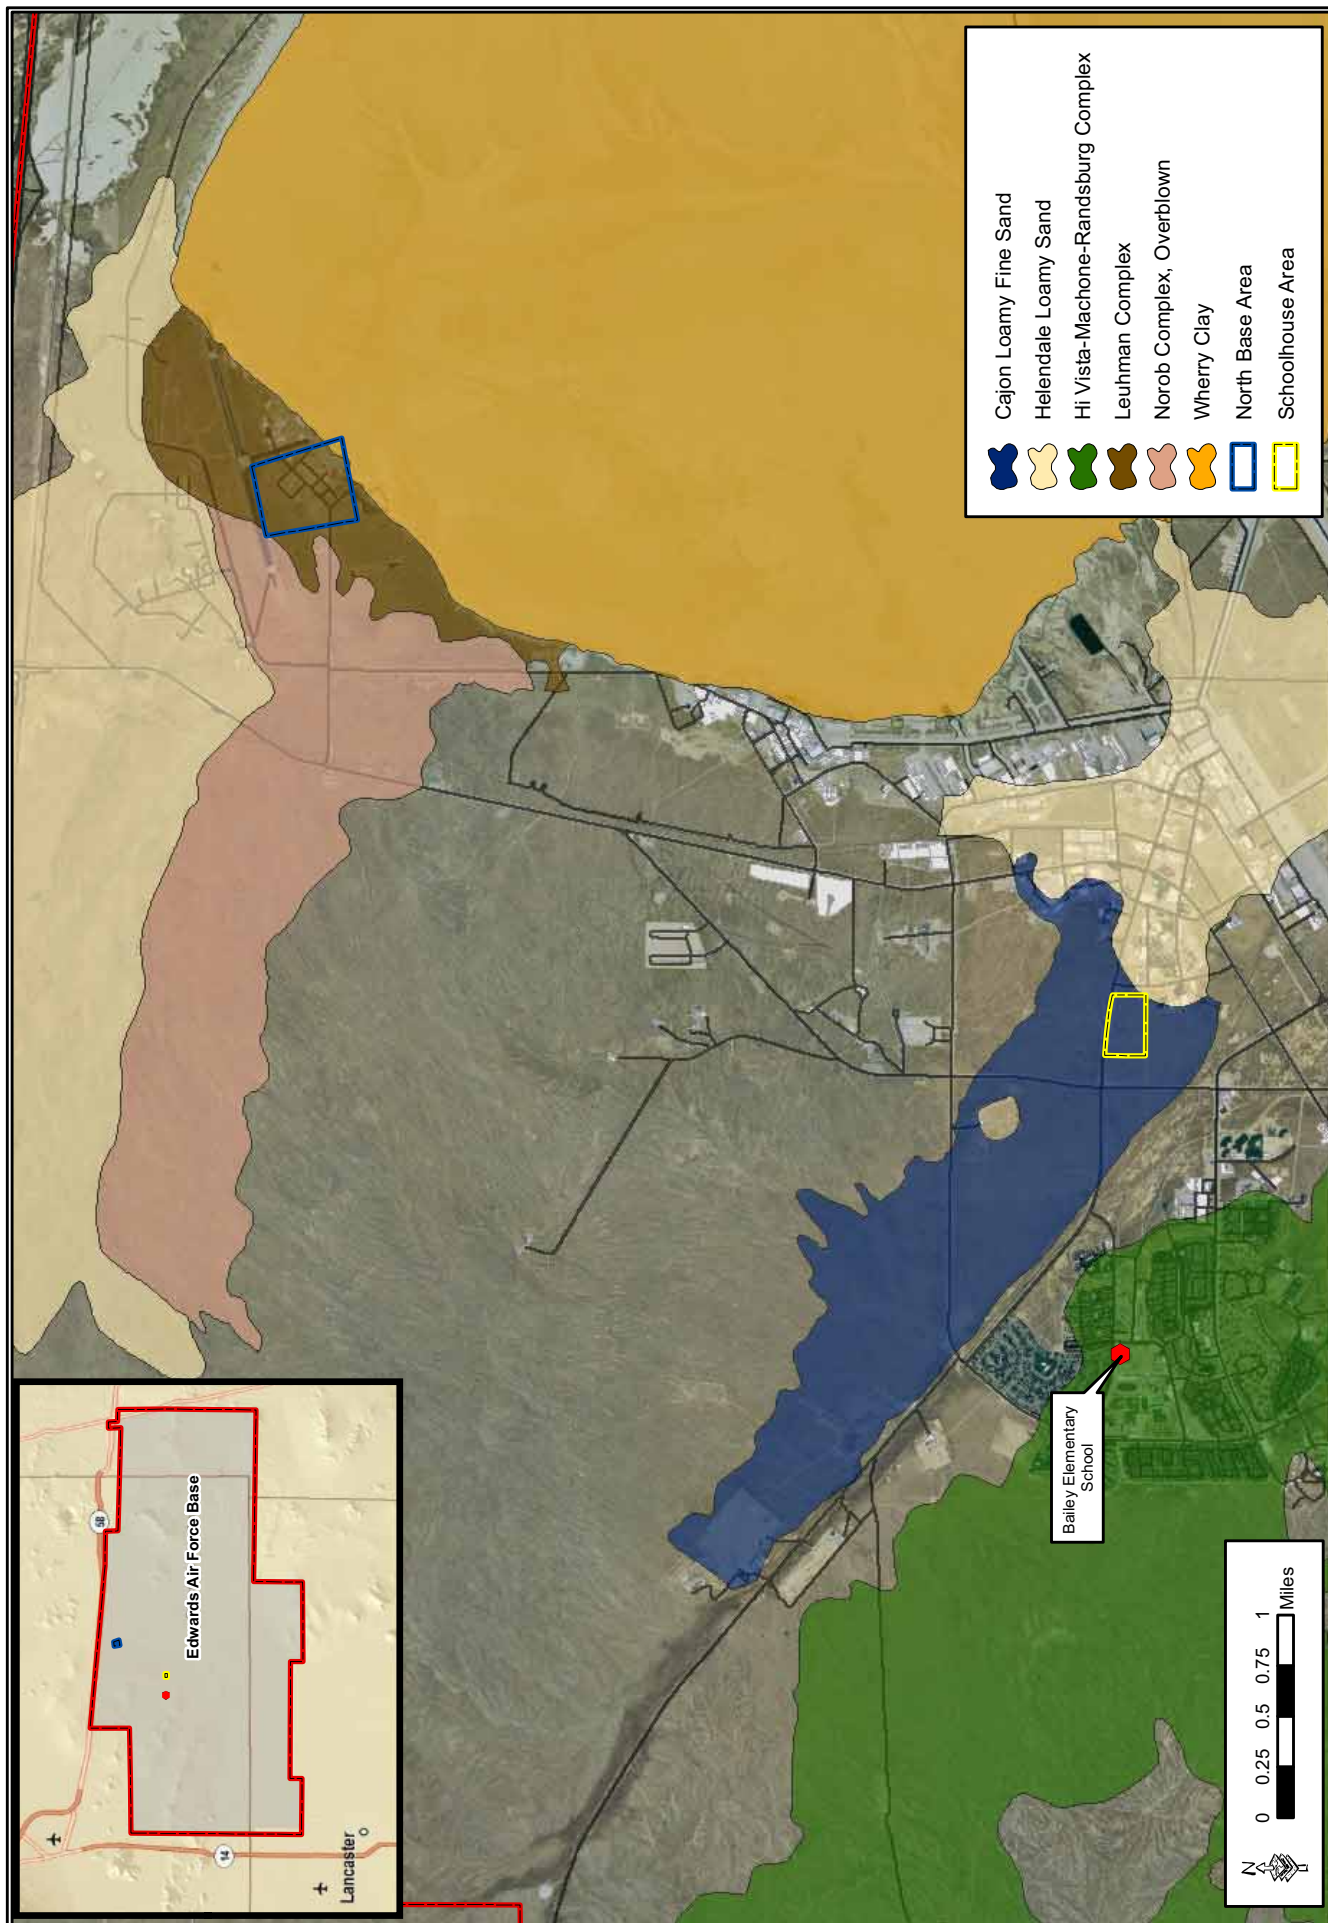 Cajon Loamy Fine Sand
Helendale Loamy Sand
Hi Vista-Machone-Randsburg Complex
Leuhman Complex
Norob Complex, Overblown
Wherry Clay
North Base Area
Schoolhouse Area
58
Edwards Air Force Base
14
Lancaster
Bailey Elementary
School
N
0 0.25 0.5 0.75 1
Miles